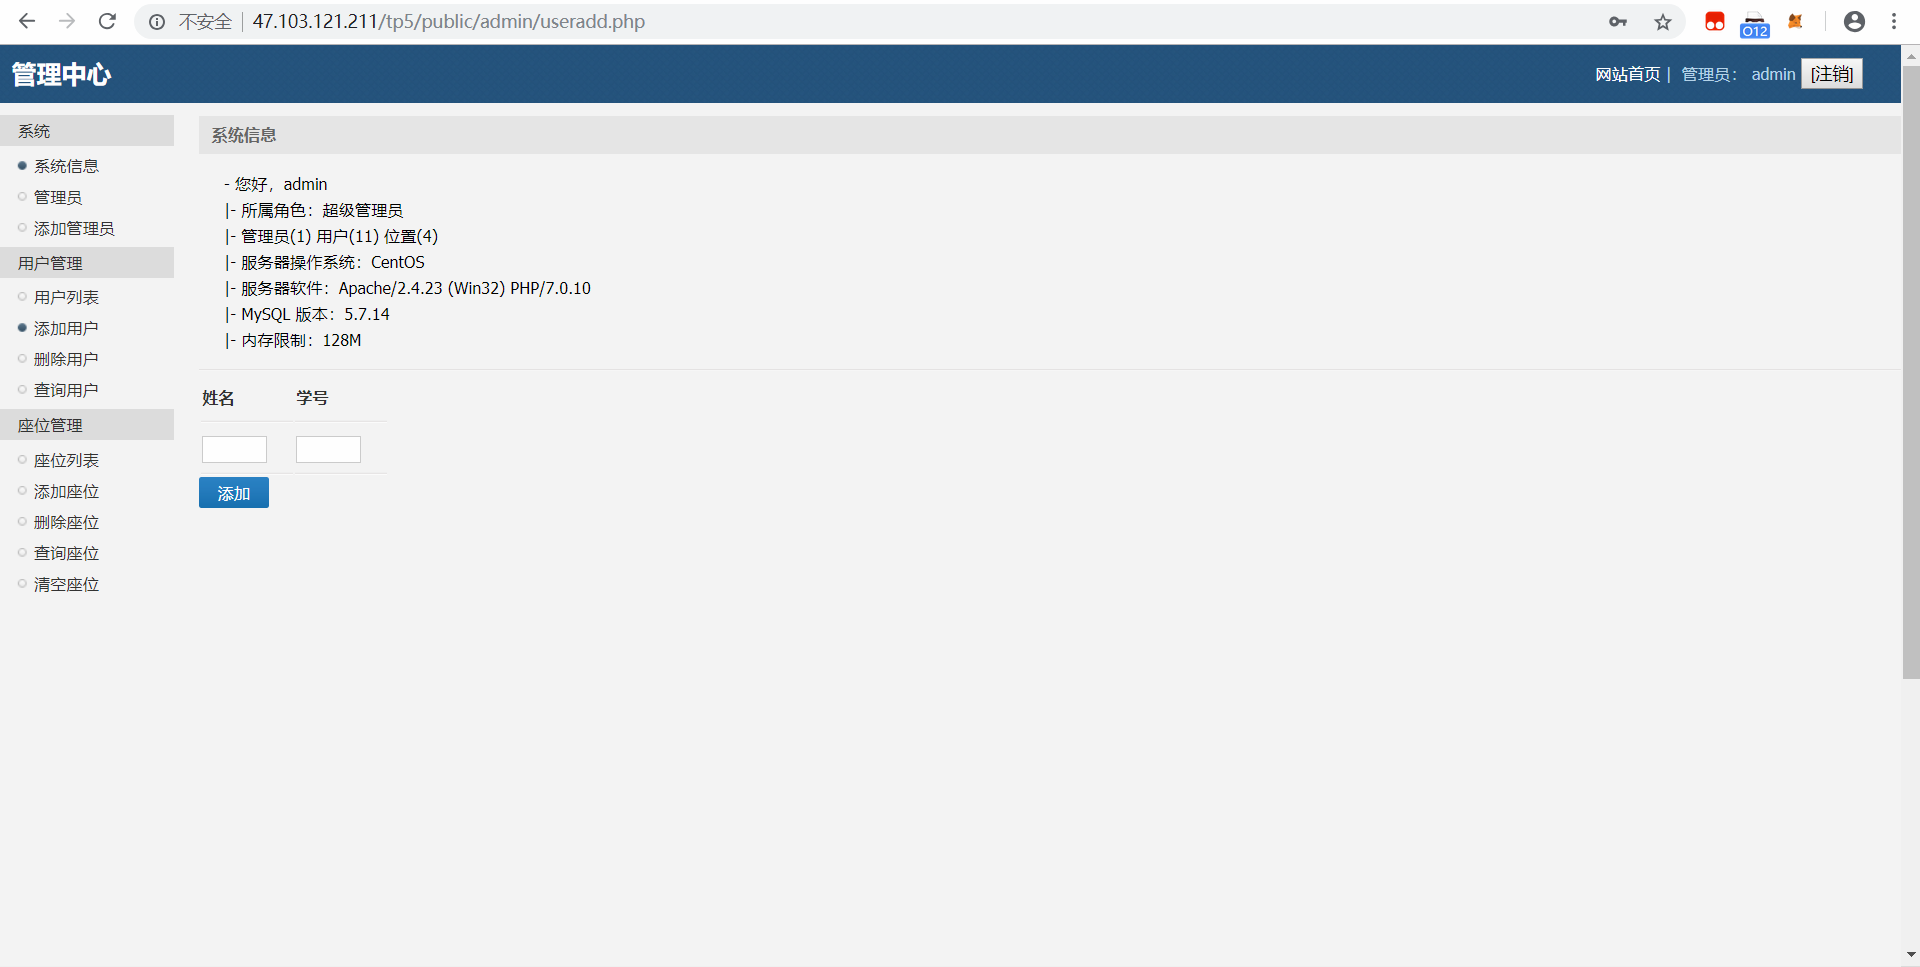 不安全 | 47.103.121.211/tp5/public/admin/useradd.php
O12
管理中心
网站首页 | 管理员: admin [注销]
系统
系统信息
管理员
添加管理员
用户管理
用户列表
添加用户
删除用户
查询用户
座位管理
座位列表
添加座位
删除座位
查询座位
清空座位
系统信息
- 您好，admin
|- 所属角色：超级管理员
|- 管理员(1) 用户(11) 位置(4)
|- 服务器操作系统：CentOS
|- 服务器软件：Apache/2.4.23 (Win32) PHP/7.0.10
|- MySQL 版本：5.7.14
|- 内存限制：128M
姓名 学号
添加